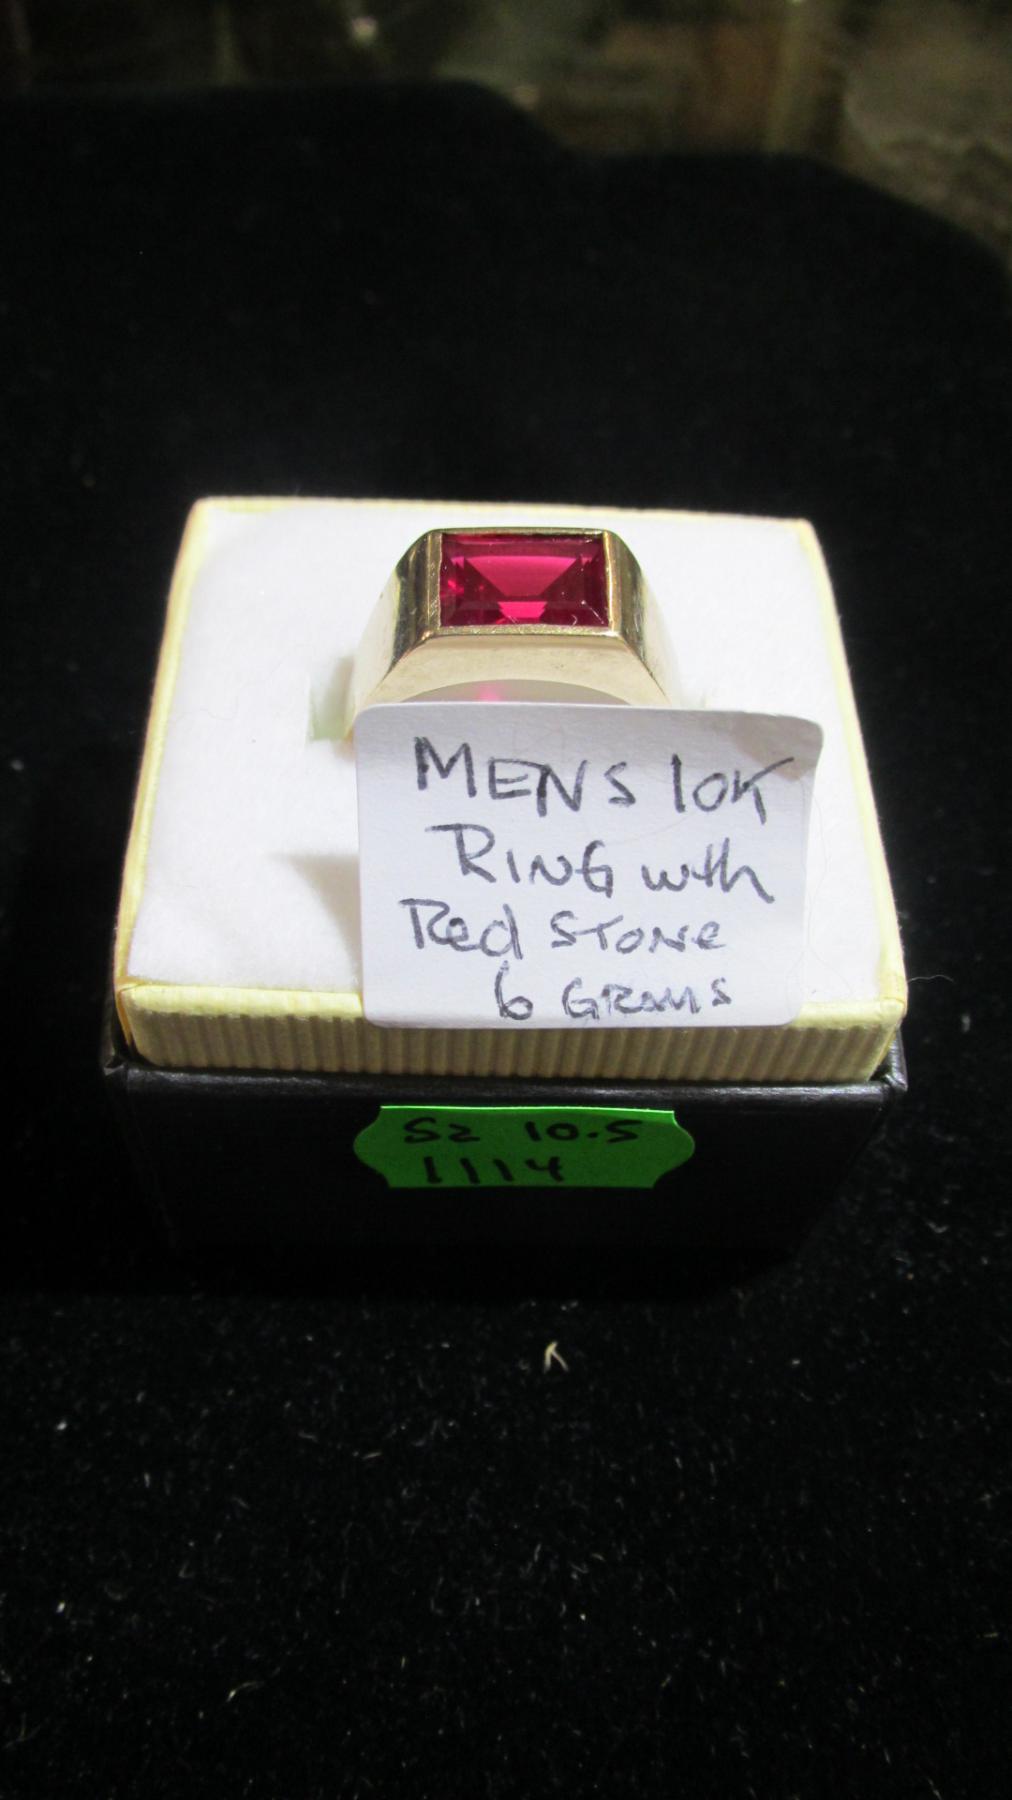 MENS 10K
RING with
Red STONE
6 GRAMS
Sz 10.5
1114